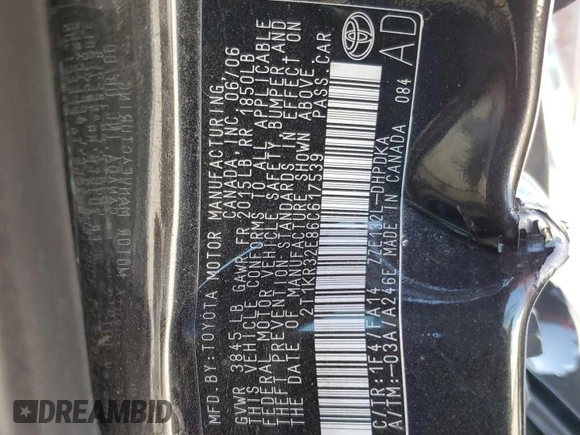 MFD.BY:TOYOTA MOTOR MANUFACTURING,
CANADA, INC. 06/06
GVWR 3845LB GAWR FR 2015LB RR 1850LB
THIS VEHICLE CONFORMS TO ALL APPLICABLE
FEDERAL MOTOR VEHICLE SAFETY BUMPER AND
THEFT PREVENTION STANDARDS IN EFFECT ON
THE DATE OF MANUFACTURE SHOWN ABOVE.
2T1KR32E86C617539 PASS.CAR
C/TR:1F4/FA14 ZZE132L-DHPDKA
A/TM:-03A/A246E MADE IN CANADA 084
AD
DREAMBID